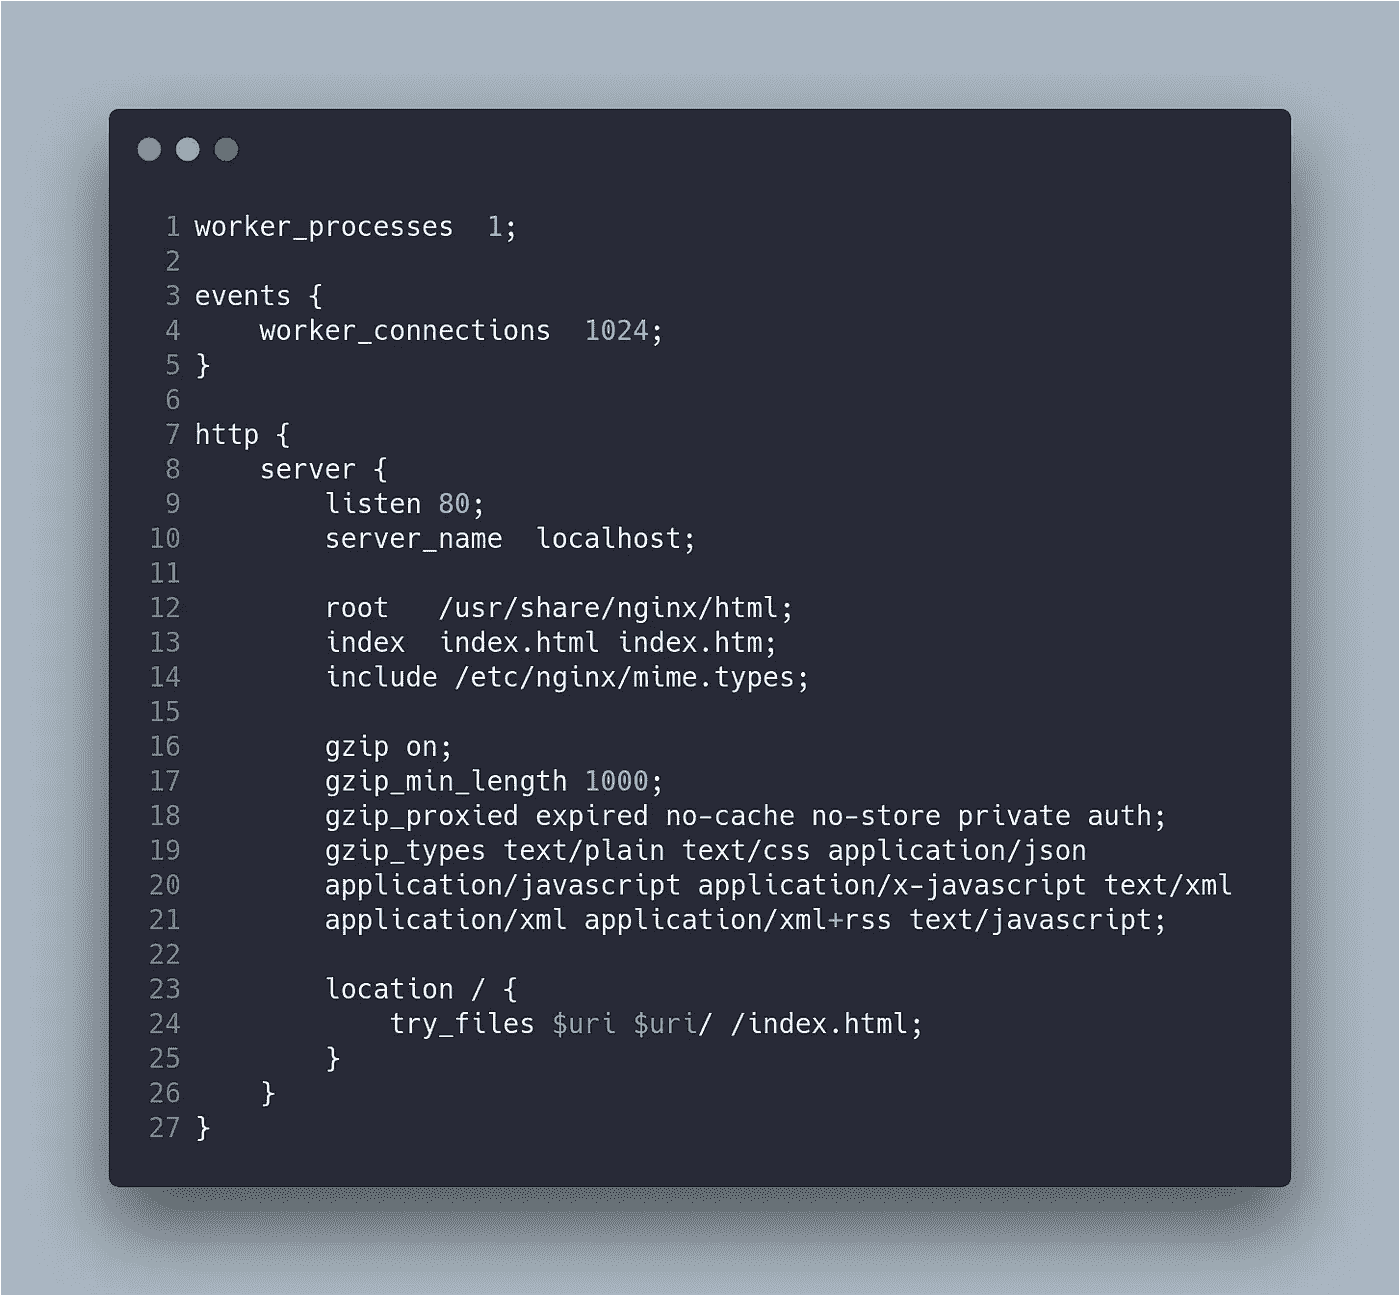 1 worker_processes  1;
2
3 events {
4     worker_connections  1024;
5 }
6
7 http {
8     server {
9         listen 80;
10         server_name  localhost;
11
12         root   /usr/share/nginx/html;
13         index  index.html index.htm;
14         include /etc/nginx/mime.types;
15
16         gzip on;
17         gzip_min_length 1000;
18         gzip_proxied expired no-cache no-store private auth;
19         gzip_types text/plain text/css application/json
20         application/javascript application/x-javascript text/xml
21         application/xml application/xml+rss text/javascript;
22
23         location / {
24             try_files $uri $uri/ /index.html;
25         }
26     }
27 }